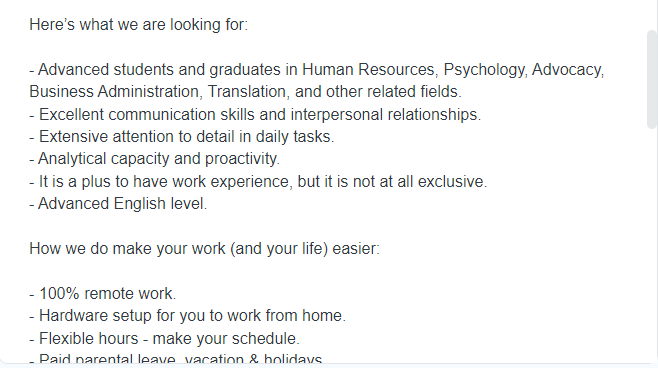 Here’s what we are looking for:
- Advanced students and graduates in Human Resources, Psychology, Advocacy,
Business Administration, Translation, and other related fields.
- Excellent communication skills and interpersonal relationships.
- Extensive attention to detail in daily tasks.
- Analytical capacity and proactivity.
- It is a plus to have work experience, but it is not at all exclusive.
- Advanced English level.
How we do make your work (and your life) easier:
- 100% remote work.
- Hardware setup for you to work from home.
- Flexible hours - make your schedule.
- Paid parental leave, vacation & holidays